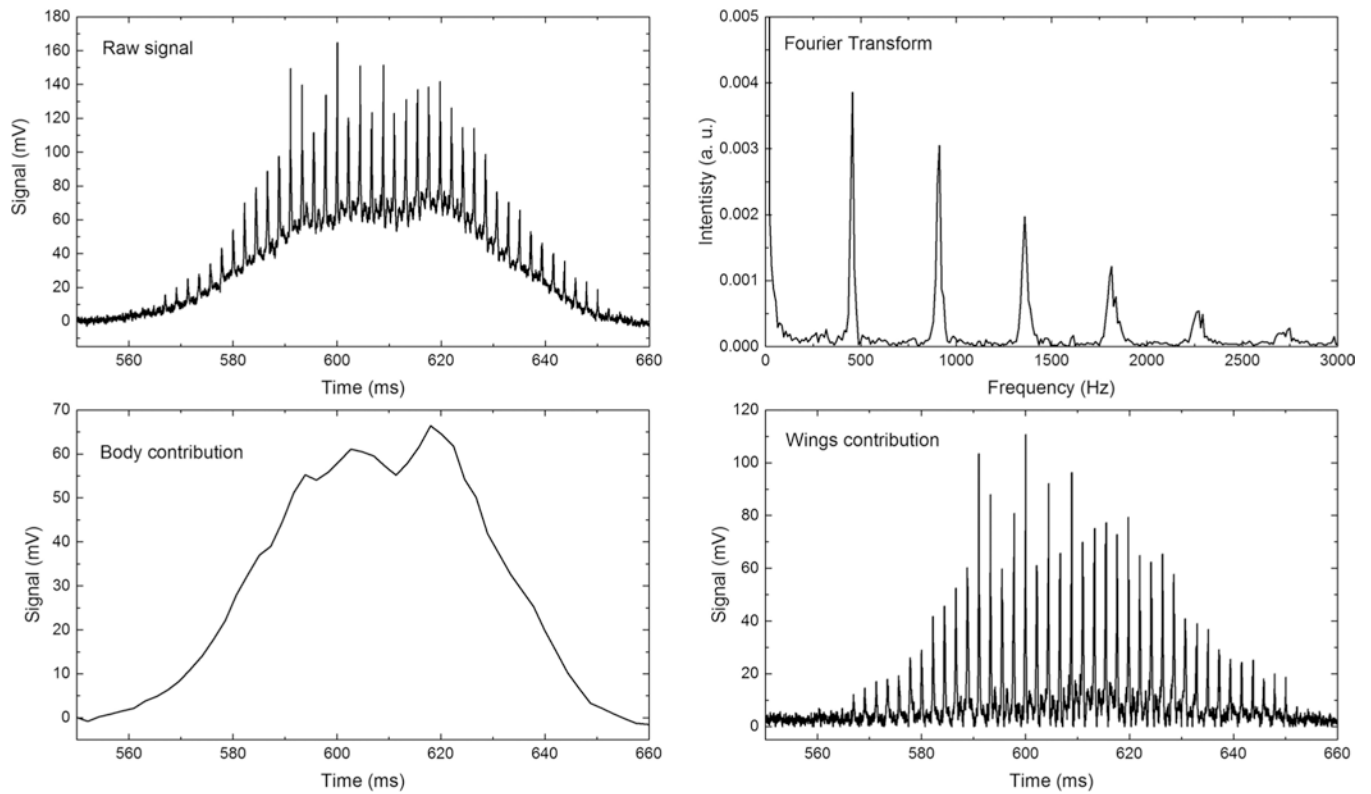 Raw signal
180
160
140
120
100
80
60
40
20
0
Signal (mV)
560 580 600 620 640 660
Time (ms)
Fourier Transform
0.005
0.004
0.003
0.002
0.001
0.000
Intentisty (a. u.)
0 500 1000 1500 2000 2500 3000
Frequency (Hz)
Body contribution
70
60
50
40
30
20
10
0
Signal (mV)
560 580 600 620 640 660
Time (ms)
Wings contribution
120
100
80
60
40
20
0
Signal (mV)
560 580 600 620 640 660
Time (ms)